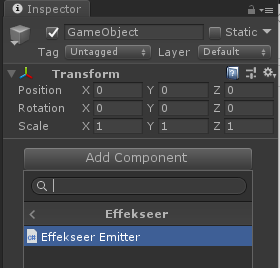 Inspector
GameObject Static
Tag Untagged Layer Default
Transform
Position X 0 Y 0 Z 0
Rotation X 0 Y 0 Z 0
Scale X 1 Y 1 Z 1
Add Component
Effekseer
Effekseer Emitter